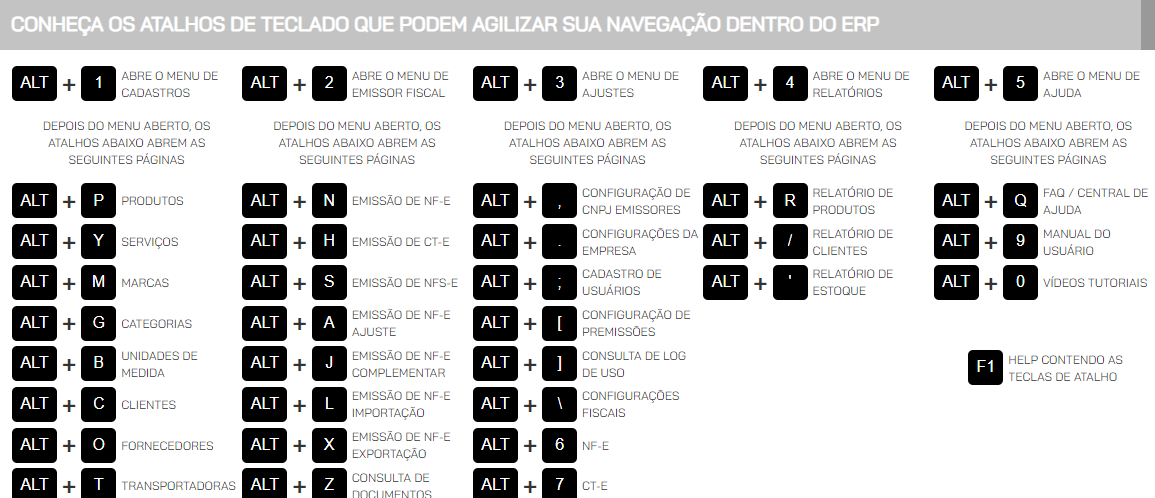 CONHEÇA OS ATALHOS DE TECLADO QUE PODEM AGILIZAR SUA NAVEGAÇÃO DENTRO DO ERP
ALT + 1 ABRE O MENU DE
CADASTROS
DEPOIS DO MENU ABERTO, OS
ATALHOS ABAIXO ABREM AS
SEGUINTES PÁGINAS
ALT + P PRODUTOS
ALT + Y SERVIÇOS
ALT + M MARCAS
ALT + G CATEGORIAS
ALT + B UNIDADES DE
MEDIDA
ALT + C CLIENTES
ALT + O FORNECEDORES
ALT + T TRANSPORTADORAS
ALT + 2 ABRE O MENU DE
EMISSOR FISCAL
DEPOIS DO MENU ABERTO, OS
ATALHOS ABAIXO ABREM AS
SEGUINTES PÁGINAS
ALT + N EMISSÃO DE NF-E
ALT + H EMISSÃO DE CT-E
ALT + S EMISSÃO DE NFS-E
ALT + A EMISSÃO DE NF-E
AJUSTE
ALT + J EMISSÃO DE NF-E
COMPLEMENTAR
ALT + L EMISSÃO DE NF-E
IMPORTAÇÃO
ALT + X EMISSÃO DE NF-E
EXPORTAÇÃO
ALT + Z CONSULTA DE
DOCUMENTOS
ALT + 3 ABRE O MENU DE
AJUSTES
DEPOIS DO MENU ABERTO, OS
ATALHOS ABAIXO ABREM AS
SEGUINTES PÁGINAS
ALT + , CONFIGURAÇÃO DE
CNPJ EMISSORES
ALT + . CONFIGURAÇÕES DA
EMPRESA
ALT + ; CADASTRO DE
USUÁRIOS
ALT + [ CONFIGURAÇÃO DE
PREMISSÕES
ALT + ] CONSULTA DE LOG
DE USO
ALT + \ CONFIGURAÇÕES
FISCAIS
ALT + 6 NF-E
ALT + 7 CT-E
ALT + 4 ABRE O MENU DE
RELATÓRIOS
DEPOIS DO MENU ABERTO, OS
ATALHOS ABAIXO ABREM AS
SEGUINTES PÁGINAS
ALT + R RELATÓRIO DE
PRODUTOS
ALT + / RELATÓRIO DE
CLIENTES
ALT + ' RELATÓRIO DE
ESTOQUE
ALT + 5 ABRE O MENU DE
AJUDA
DEPOIS DO MENU ABERTO, OS
ATALHOS ABAIXO ABREM AS
SEGUINTES PÁGINAS
ALT + Q FAQ / CENTRAL DE
AJUDA
ALT + 9 MANUAL DO
USUÁRIO
ALT + 0 VÍDEOS TUTORIAIS
F1 HELP CONTENDO AS
TECLAS DE ATALHO